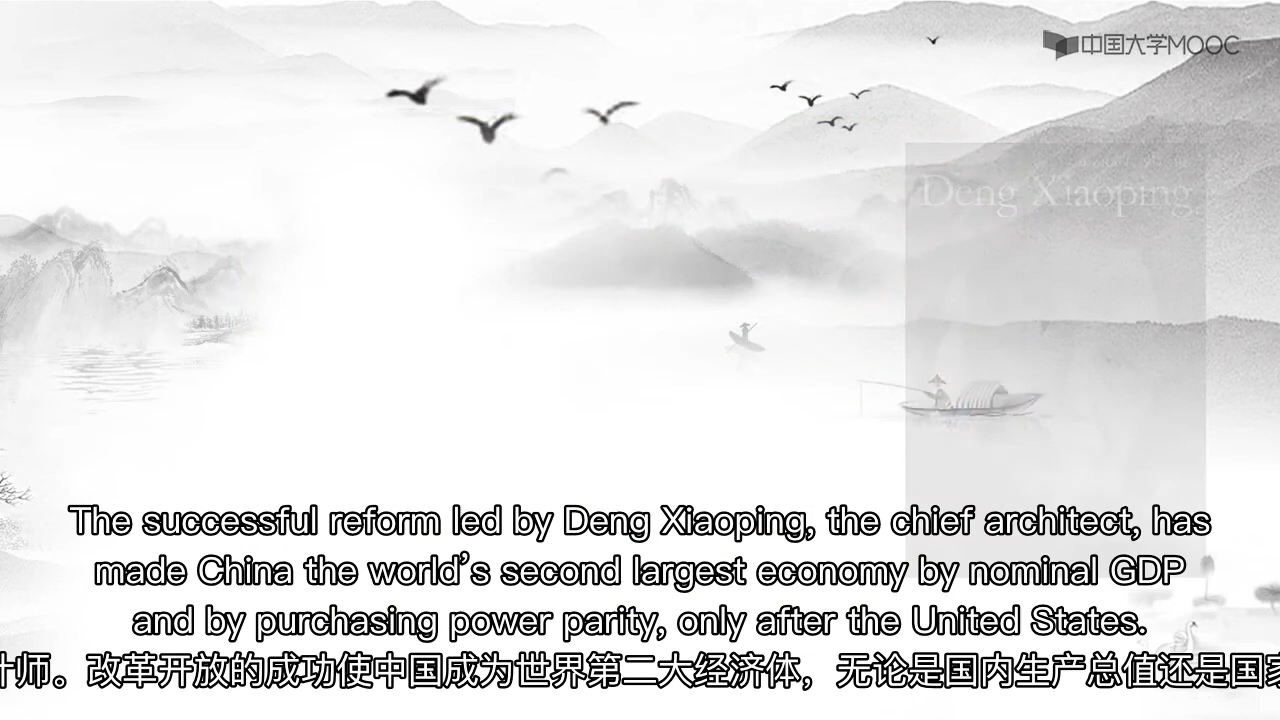 中国大学MOOC
Deng Xiaoping
The successful reform led by Deng Xiaoping, the chief architect, has
made China the world's second largest economy by nominal GDP
and by purchasing power parity, only after the United States.
计师。改革开放的成功使中国成为世界第二大经济体，无论是国内生产总值还是国家